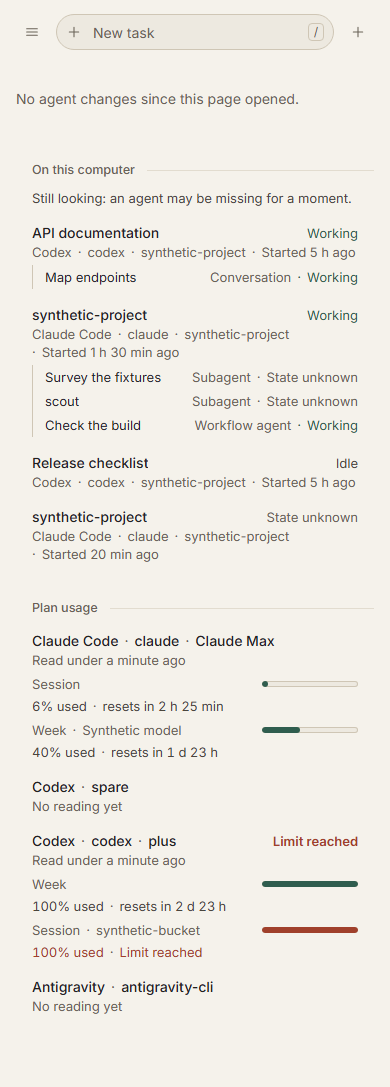 New task /
No agent changes since this page opened.
On this computer
Still looking: an agent may be missing for a moment.
API documentation Working
Codex · codex · synthetic-project · Started 5 h ago
Map endpoints Conversation · Working
synthetic-project Working
Claude Code · claude · synthetic-project
· Started 1 h 30 min ago
Survey the fixtures Subagent · State unknown
scout Subagent · State unknown
Check the build Workflow agent · Working
Release checklist Idle
Codex · codex · synthetic-project · Started 5 h ago
synthetic-project State unknown
Claude Code · claude · synthetic-project
· Started 20 min ago
Plan usage
Claude Code · claude · Claude Max
Read under a minute ago
Session
6% used · resets in 2 h 25 min
Week · Synthetic model
40% used · resets in 1 d 23 h
Codex · spare
No reading yet
Codex · codex · plus Limit reached
Read under a minute ago
Week
100% used · resets in 2 d 23 h
Session · synthetic-bucket
100% used · Limit reached
Antigravity · antigravity-cli
No reading yet